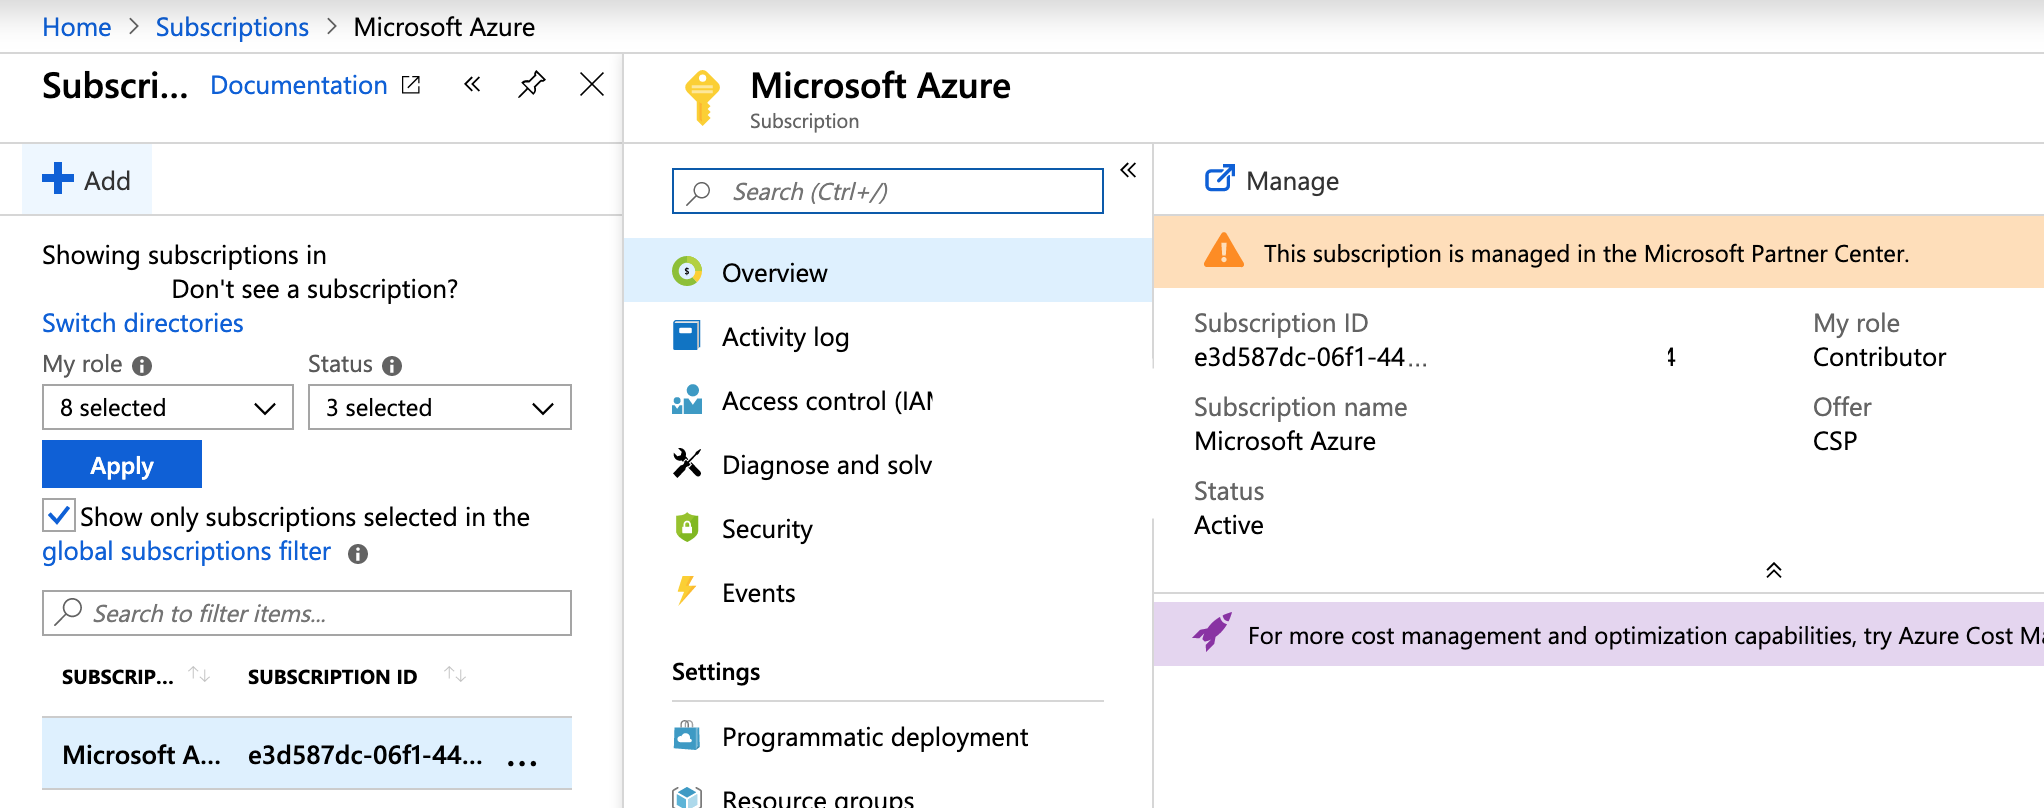 Home > Subscriptions > Microsoft Azure
Subscri... Documentation
Add
Showing subscriptions in
Don't see a subscription?
Switch directories
My role Status
8 selected 3 selected
Apply
Show only subscriptions selected in the
global subscriptions filter
Search to filter items...
SUBSCRIP... SUBSCRIPTION ID
Microsoft A... e3d587dc-06f1-44... ...
Microsoft Azure
Subscription
Search (Ctrl+/)
Overview
Activity log
Access control (IAM
Diagnose and solv
Security
Events
Settings
Programmatic deployment
Resource groups
Manage
This subscription is managed in the Microsoft Partner Center.
Subscription ID
e3d587dc-06f1-44...
Subscription name
Microsoft Azure
Status
Active
My role
Contributor
Offer
CSP
For more cost management and optimization capabilities, try Azure Cost Ma